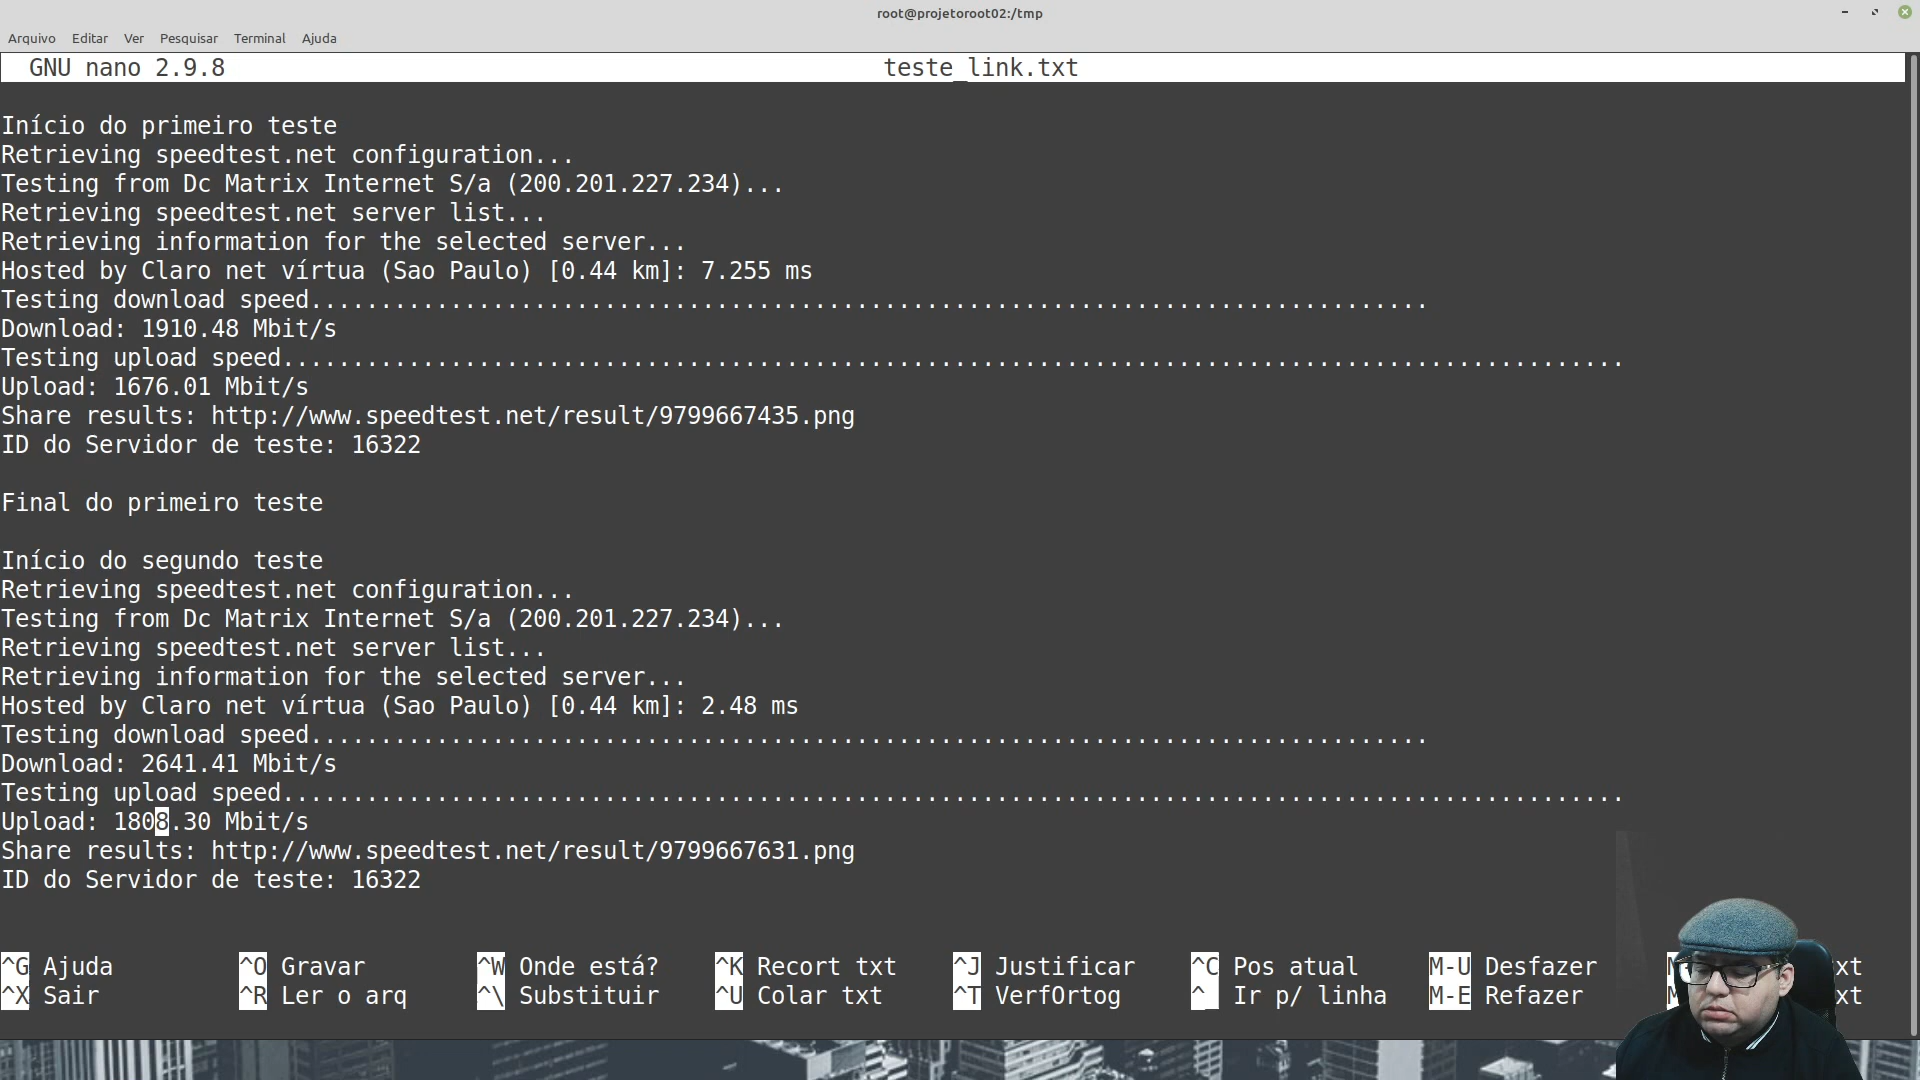 root@projetoroot02:/tmp
Arquivo Editar Ver Pesquisar Terminal Ajuda
GNU nano 2.9.8 teste_link.txt
Início do primeiro teste
Retrieving speedtest.net configuration...
Testing from Dc Matrix Internet S/a (200.201.227.234)...
Retrieving speedtest.net server list...
Retrieving information for the selected server...
Hosted by Claro net vírtua (Sao Paulo) [0.44 km]: 7.255 ms
Testing download speed................................................................................
Download: 1910.48 Mbit/s
Testing upload speed................................................................................................
Upload: 1676.01 Mbit/s
Share results: http://www.speedtest.net/result/9799667435.png
ID do Servidor de teste: 16322
Final do primeiro teste
Início do segundo teste
Retrieving speedtest.net configuration...
Testing from Dc Matrix Internet S/a (200.201.227.234)...
Retrieving speedtest.net server list...
Retrieving information for the selected server...
Hosted by Claro net vírtua (Sao Paulo) [0.44 km]: 2.48 ms
Testing download speed................................................................................
Download: 2641.41 Mbit/s
Testing upload speed................................................................................................
Upload: 1808.30 Mbit/s
Share results: http://www.speedtest.net/result/9799667631.png
ID do Servidor de teste: 16322
^G Ajuda ^O Gravar ^W Onde está? ^K Recort txt ^J Justificar ^C Pos atual M-U Desfazer
^X Sair ^R Ler o arq ^\ Substituir ^U Colar txt ^T VerfOrtog ^_ Ir p/ linha M-E Refazer